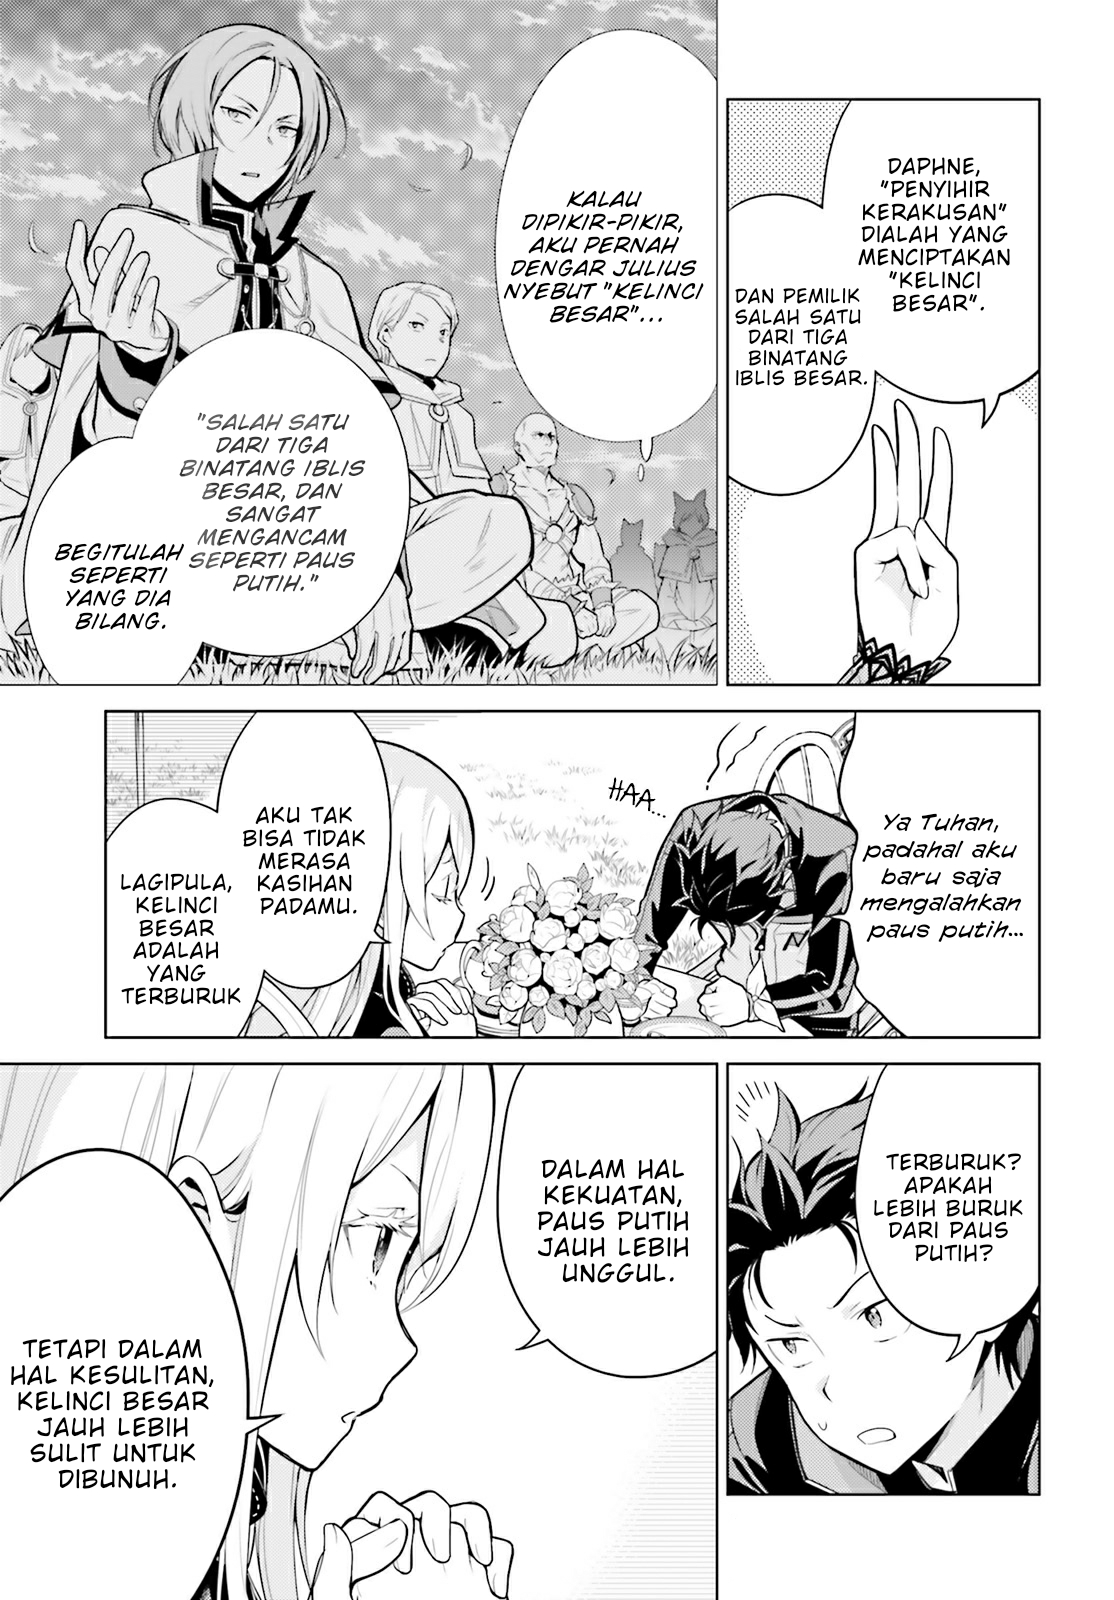 DAPHNE,
"PENYIHIR
KERAKUSAN"
DIALAH YANG
MENCIPTAKAN
"KELINCI
BESAR".
DAN PEMILIK
SALAH SATU
DARI TIGA
BINATANG
IBLIS BESAR.
KALAU
DIPIKIR-PIKIR,
AKU PERNAH
DENGAR JULIUS
NYEBUT "KELINCI
BESAR"...
"SALAH SATU
DARI TIGA
BINATANG IBLIS
BESAR, DAN
SANGAT
MENGANCAM
SEPERTI PAUS
PUTIH."
BEGITULAH
SEPERTI
YANG DIA
BILANG.
Ya Tuhan,
padahal aku
baru saja
mengalahkan
paus putih...
HAA...
AKU TAK
BISA TIDAK
MERASA
KASIHAN
PADAMU.
LAGIPULA,
KELINCI
BESAR
ADALAH
YANG
TERBURUK
TERBURUK?
APAKAH
LEBIH BURUK
DARI PAUS
PUTIH?
DALAM HAL
KEKUATAN,
PAUS PUTIH
JAUH LEBIH
UNGGUL.
TETAPI DALAM
HAL KESULITAN,
KELINCI BESAR
JAUH LEBIH
SULIT UNTUK
DIBUNUH.